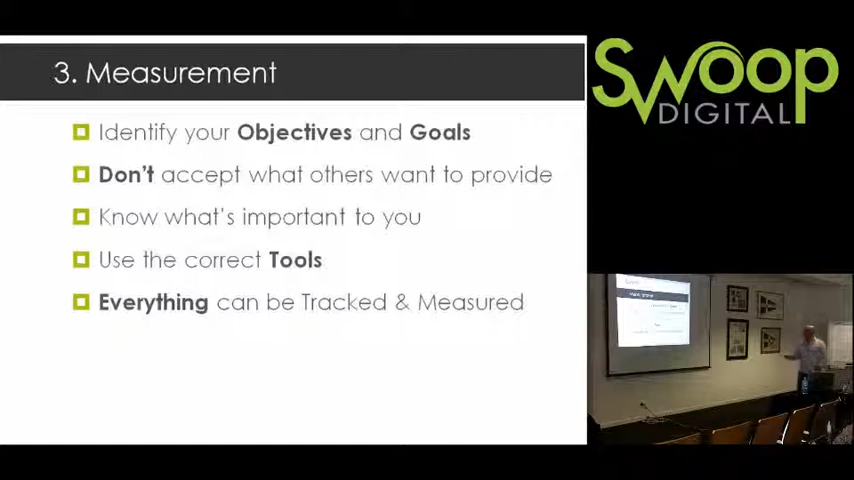 3. Measurement
Identify your Objectives and Goals
Don't accept what others want to provide
Know what's important to you
Use the correct Tools
Everything can be Tracked & Measured
Swoop
DIGITAL